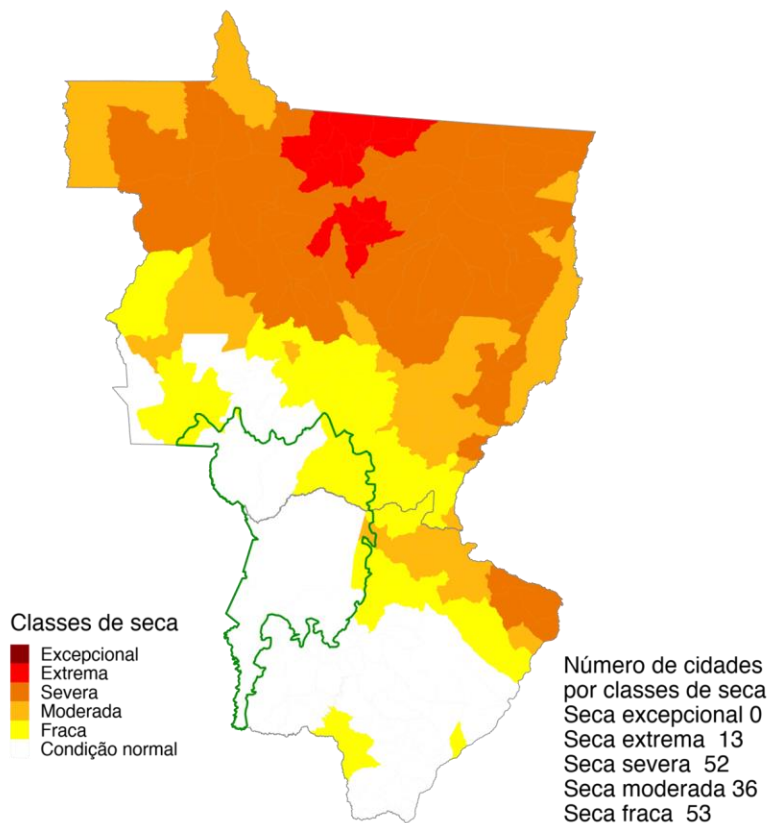 Classes de seca
Excepcional
Extrema
Severa
Moderada
Fraca
Condição normal
Número de cidades
por classes de seca
Seca excepcional 0
Seca extrema 13
Seca severa 52
Seca moderada 36
Seca fraca 53